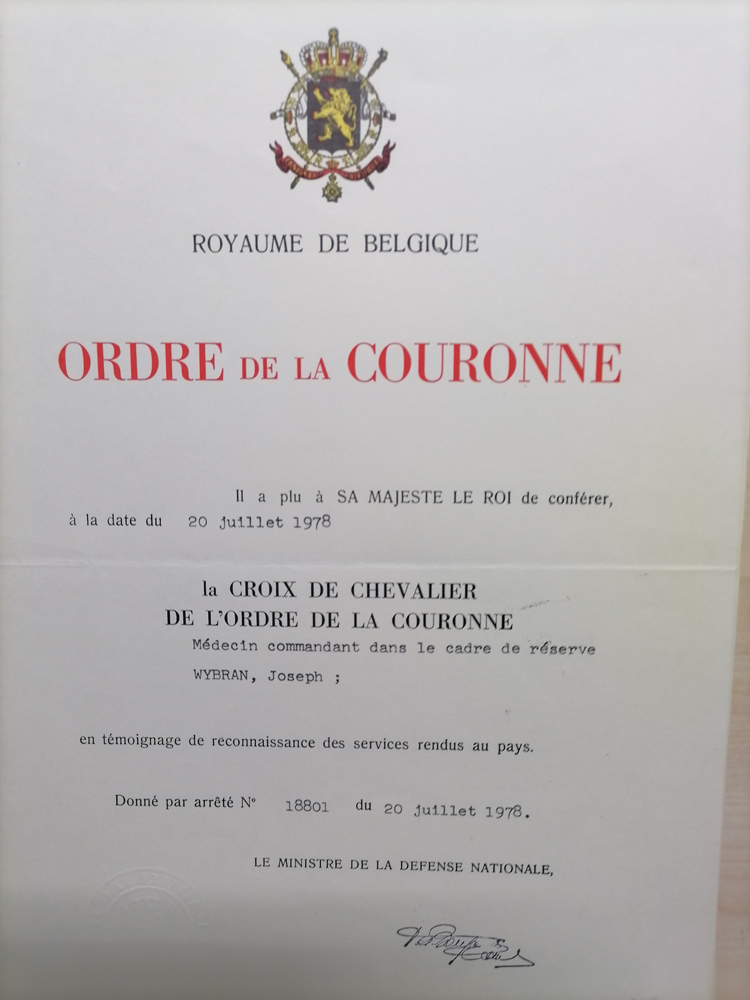 ROYAUME DE BELGIQUE
ORDRE DE LA COURONNE
Il a plu à SA MAJESTE LE ROI de conférer,
à la date du 20 juillet 1978
la CROIX DE CHEVALIER
DE L'ORDRE DE LA COURONNE
Médecin commandant dans le cadre de réserve
WYBRAN, Joseph ;
en témoignage de reconnaissance des services rendus au pays.
Donné par arrêté N° 18801 du 20 juillet 1978.
LE MINISTRE DE LA DEFENSE NATIONALE,